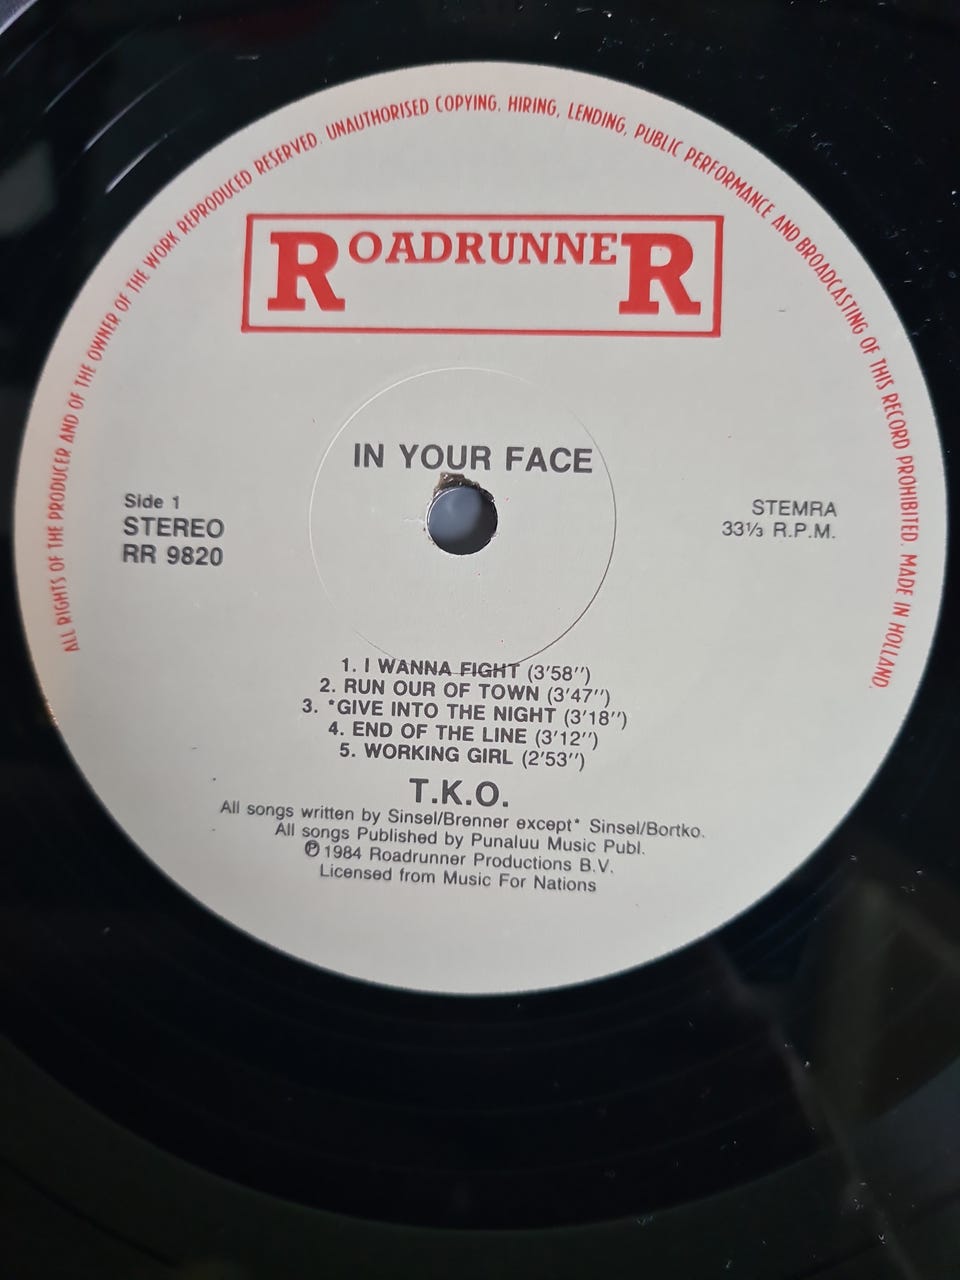 ALL RIGHTS OF THE PRODUCER AND OF THE OWNER OF THE WORK REPRODUCED RESERVED. UNAUTHORISED COPYING, HIRING, LENDING, PUBLIC PERFORMANCE AND BROADCASTING OF THIS RECORD PROHIBITED. MADE IN HOLLAND.
ROADRUNNER
IN YOUR FACE
Side 1
STEREO
RR 9820
STEMRA
33⅓ R.P.M.
1. I WANNA FIGHT (3'58'')
2. RUN OUR OF TOWN (3'47'')
3. *GIVE INTO THE NIGHT (3'18'')
4. END OF THE LINE (3'12'')
5. WORKING GIRL (2'53'')
T.K.O.
All songs written by Sinsel/Brenner except* Sinsel/Bortko.
All songs Published by Punaluu Music Publ.
℗ 1984 Roadrunner Productions B.V.
Licensed from Music For Nations